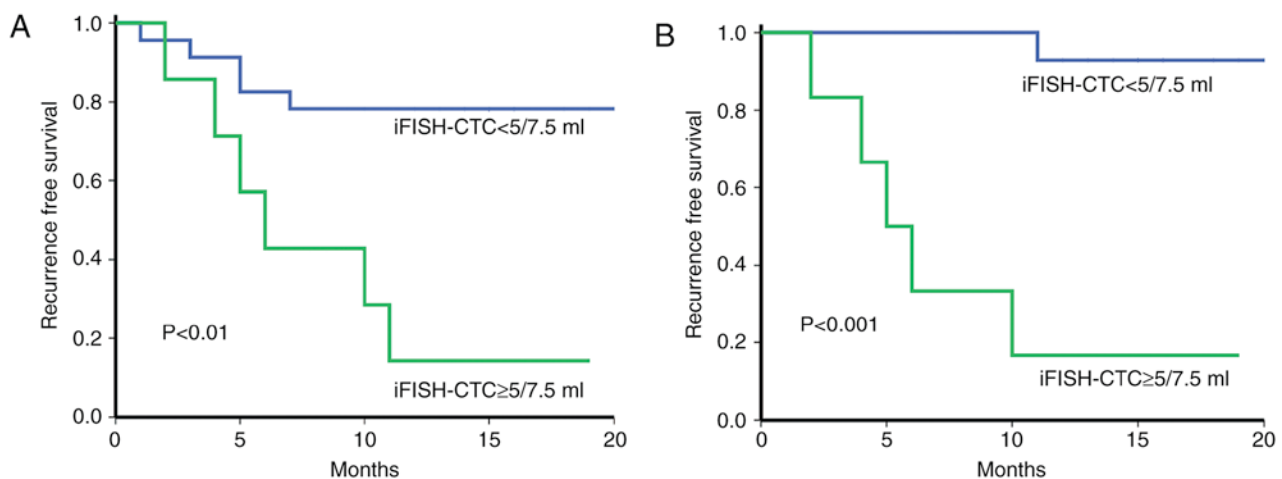 A
1.0
0.8
0.6
0.4
0.2
0.0
Recurrence free survival
iFISH-CTC<5/7.5 ml
P<0.01
iFISH-CTC≥5/7.5 ml
0 5 10 15 20
Months
B
1.0
0.8
0.6
0.4
0.2
0.0
Recurrence free survival
iFISH-CTC<5/7.5 ml
P<0.001
iFISH-CTC≥5/7.5 ml
0 5 10 15 20
Months